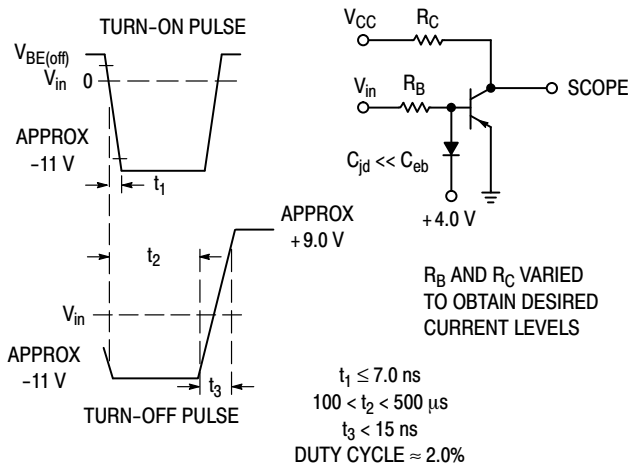 TURN–ON PULSE
V_BE(off)
V_in
0
APPROX
–11 V
t_1
V_CC
R_C
V_in
R_B
SCOPE
C_jd << C_eb
+4.0 V
APPROX
+9.0 V
t_2
V_in
APPROX
–11 V
t_3
TURN–OFF PULSE
R_B AND R_C VARIED
TO OBTAIN DESIRED
CURRENT LEVELS
t_1 ≤ 7.0 ns
100 < t_2 < 500 μs
t_3 < 15 ns
DUTY CYCLE ≈ 2.0%